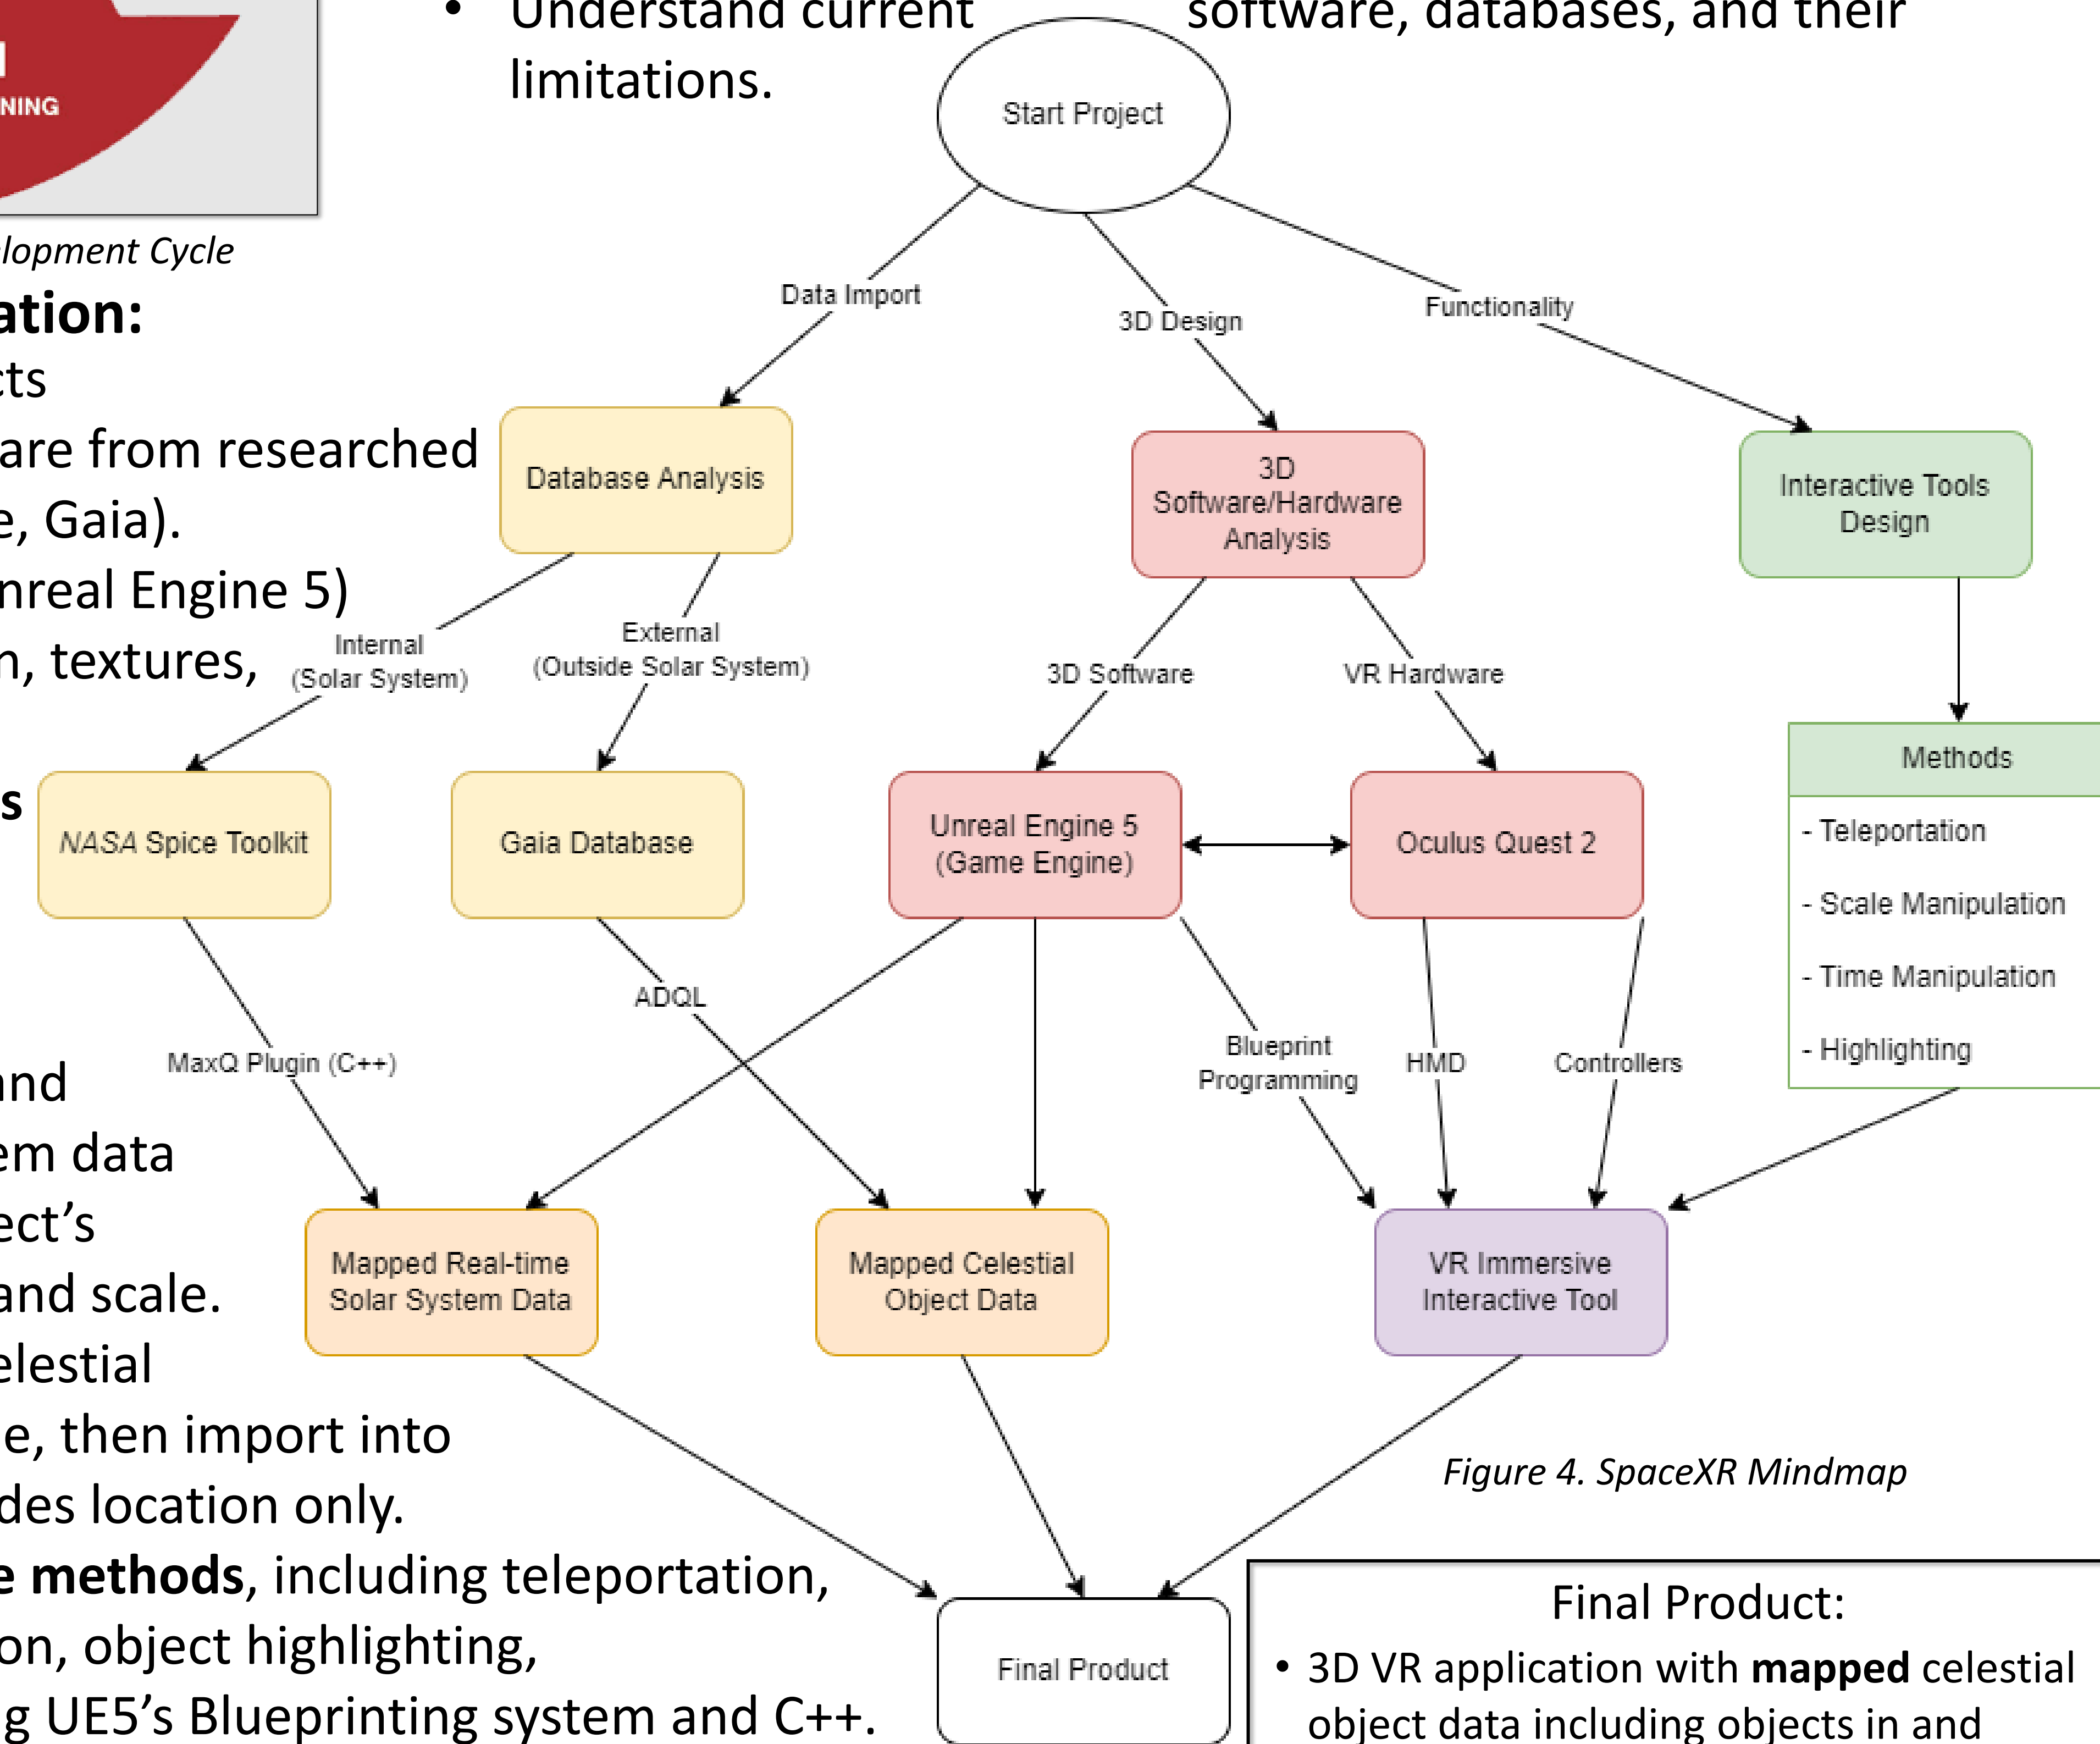 Understand current software, databases, and their
limitations.
NING
lopment Cycle
ation:
cts
are from researched
e, Gaia).
nreal Engine 5)
n, textures,
s
and
em data
ect's
and scale.
elestial
e, then import into
des location only.
e methods, including teleportation,
on, object highlighting,
g UE5's Blueprinting system and C++.
Start Project
Data Import
3D Design
Functionality
Database Analysis
3D
Software/Hardware
Analysis
Interactive Tools
Design
Internal
(Solar System)
External
(Outside Solar System)
3D Software
VR Hardware
NASA Spice Toolkit
Gaia Database
Unreal Engine 5
(Game Engine)
Oculus Quest 2
Methods
- Teleportation
- Scale Manipulation
- Time Manipulation
- Highlighting
MaxQ Plugin (C++)
ADQL
Blueprint
Programming
HMD
Controllers
Mapped Real-time
Solar System Data
Mapped Celestial
Object Data
VR Immersive
Interactive Tool
Final Product
Figure 4. SpaceXR Mindmap
Final Product:
• 3D VR application with mapped celestial
object data including objects in and